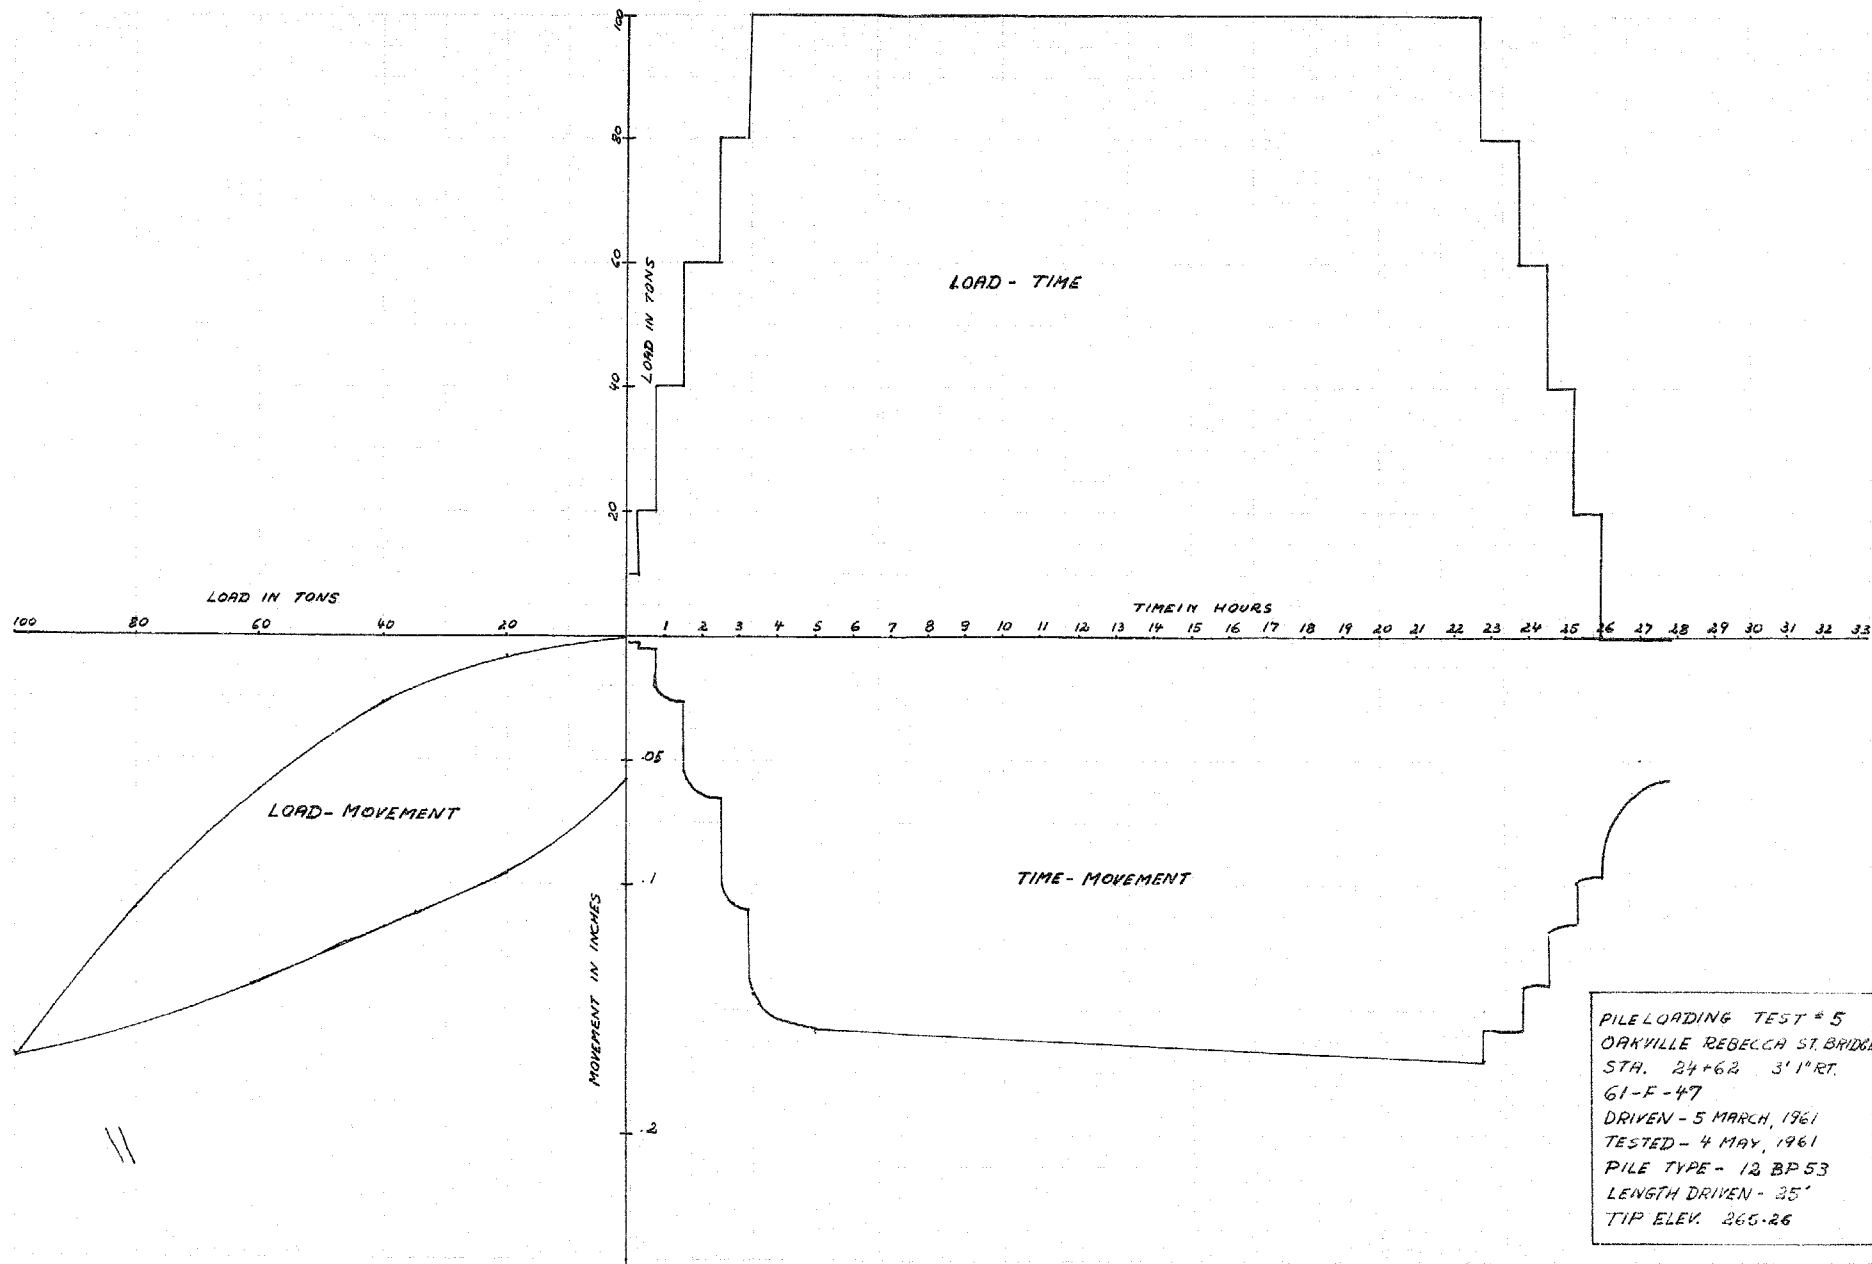 100
80
60
40
20
LOAD IN TONS
LOAD - TIME
LOAD IN TONS
TIME IN HOURS
100 80 60 40 20
1 2 3 4 5 6 7 8 9 10 11 12 13 14 15 16 17 18 19 20 21 22 23 24 25 26 27 28 29 30 31 32 33
.05
.1
.2
MOVEMENT IN INCHES
LOAD - MOVEMENT
TIME - MOVEMENT
PILE LOADING TEST # 5
OAKVILLE REBECCA ST. BRIDGE
STA. 24+62 3' 1" RT.
61-F-47
DRIVEN - 5 MARCH, 1961
TESTED - 4 MAY, 1961
PILE TYPE - 12 BP 53
LENGTH DRIVEN - 25'
TIP ELEV. 265.26